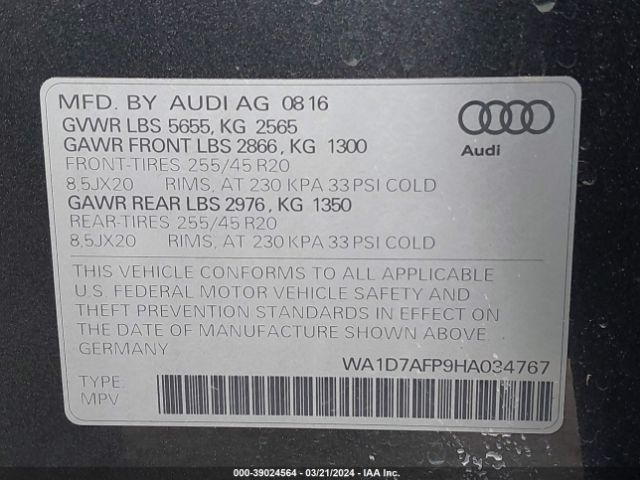 MFD. BY AUDI AG 0816
GVWR LBS 5655, KG 2565
GAWR FRONT LBS 2866, KG 1300
FRONT-TIRES 255/45 R20
8,5JX20 RIMS, AT 230 KPA 33 PSI COLD
GAWR REAR LBS 2976, KG 1350
REAR-TIRES 255/45 R20
8,5JX20 RIMS, AT 230 KPA 33 PSI COLD
Audi
THIS VEHICLE CONFORMS TO ALL APPLICABLE
U.S. FEDERAL MOTOR VEHICLE SAFETY AND
THEFT PREVENTION STANDARDS IN EFFECT ON
THE DATE OF MANUFACTURE SHOWN ABOVE.
GERMANY
WA1D7AFP9HA034767
TYPE:
MPV
000-39024564 - 03/21/2024 - IAA Inc.